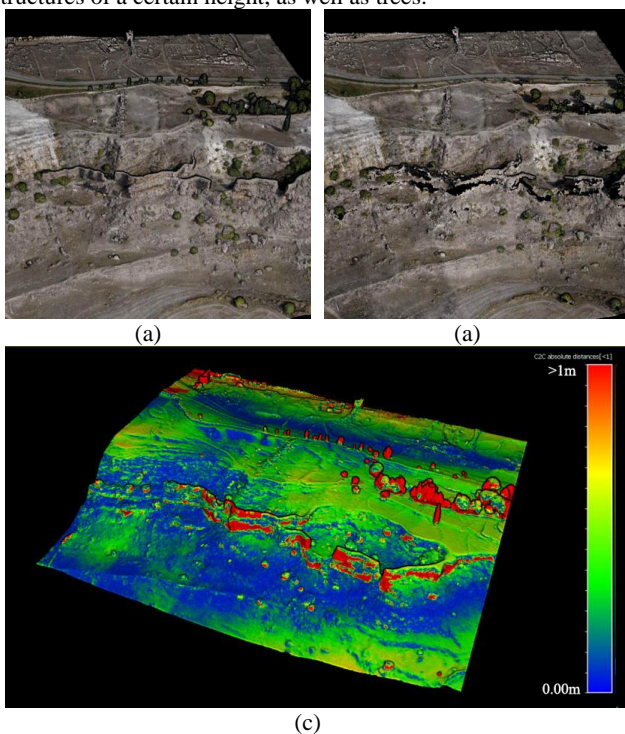 structures of a certain height, as well as trees.
(a)
(a)
C2C absolute distances[<1]
>1m
0.00m
(c)